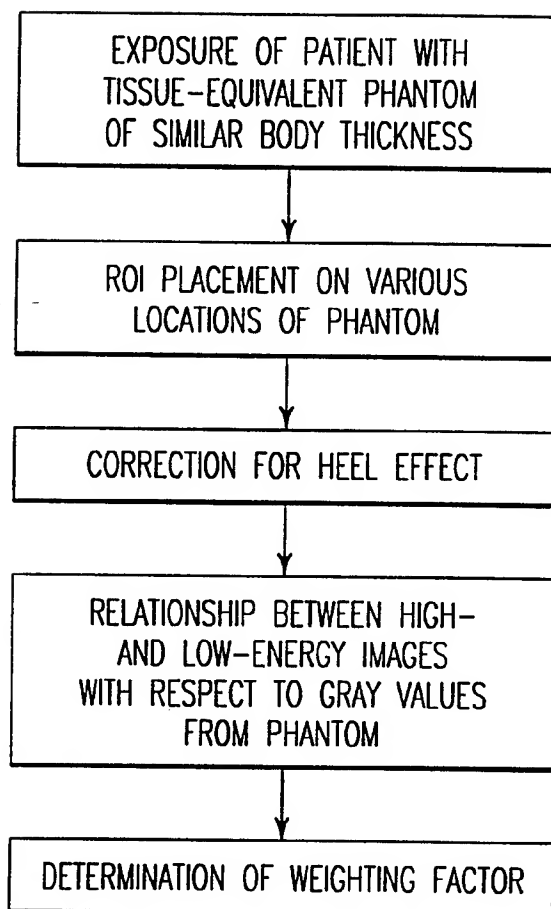 EXPOSURE OF PATIENT WITH
TISSUE-EQUIVALENT PHANTOM
OF SIMILAR BODY THICKNESS
ROI PLACEMENT ON VARIOUS
LOCATIONS OF PHANTOM
CORRECTION FOR HEEL EFFECT
RELATIONSHIP BETWEEN HIGH-
AND LOW-ENERGY IMAGES
WITH RESPECT TO GRAY VALUES
FROM PHANTOM
DETERMINATION OF WEIGHTING FACTOR